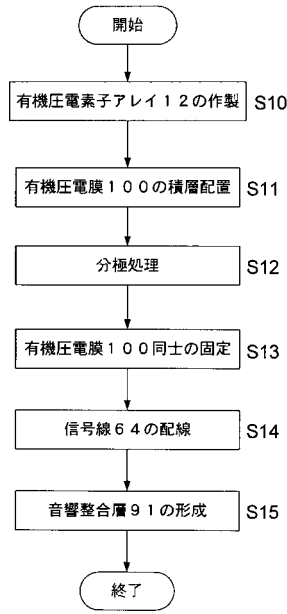 開始
有機圧電素子アレイ１２の作製 S10
有機圧電膜１００の積層配置 S11
分極処理 S12
有機圧電膜１００同士の固定 S13
信号線６４の配線 S14
音響整合層９１の形成 S15
終了